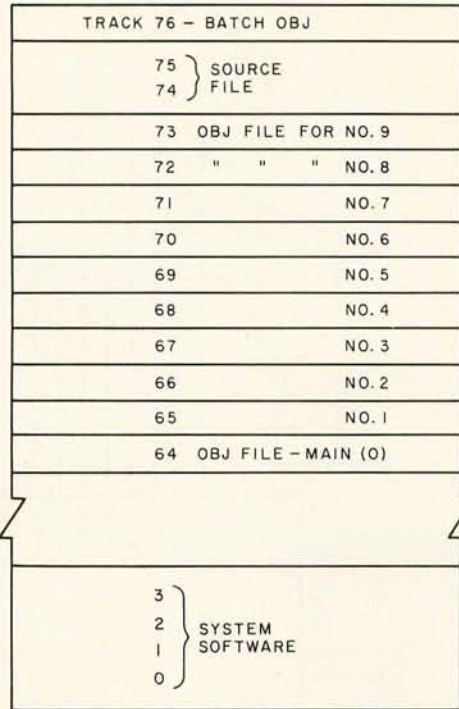 TRACK 76 – BATCH OBJ
75
74
SOURCE
FILE
73 OBJ FILE FOR NO. 9
72 " " " NO. 8
71 NO. 7
70 NO. 6
69 NO. 5
68 NO. 4
67 NO. 3
66 NO. 2
65 NO. 1
64 OBJ FILE – MAIN (0)
3
2
1
0
SYSTEM
SOFTWARE